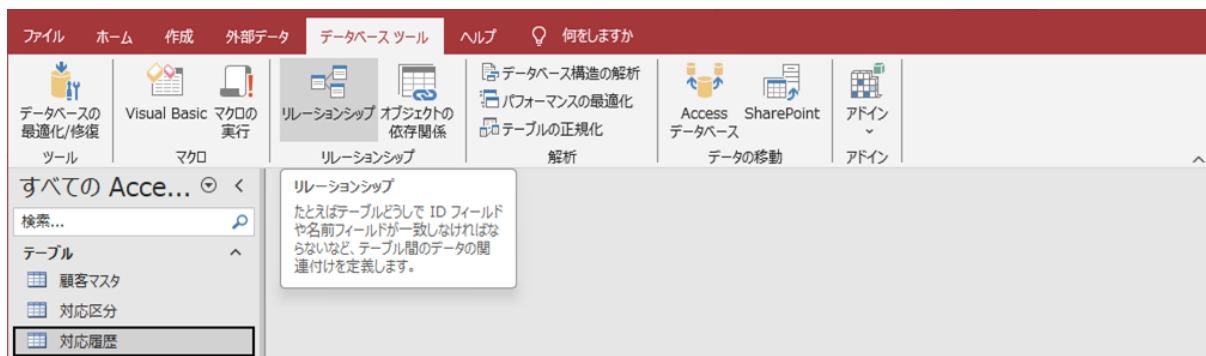 ファイル ホーム 作成 外部データ データベース ツール ヘルプ 何をしますか
データベースの
最適化/修復
Visual Basic マクロの
実行
リレーションシップ オブジェクトの
依存関係
データベース構造の解析
パフォーマンスの最適化
テーブルの正規化
Access
データベース
SharePoint
アドイン
ツール マクロ リレーションシップ 解析 データの移動 アドイン
すべての Acce...
検索...
テーブル
顧客マスタ
対応区分
対応履歴
リレーションシップ
たとえばテーブルどうしで ID フィールド
や名前フィールドが一致しなければな
らないなど、テーブル間のデータの関
連付けを定義します。